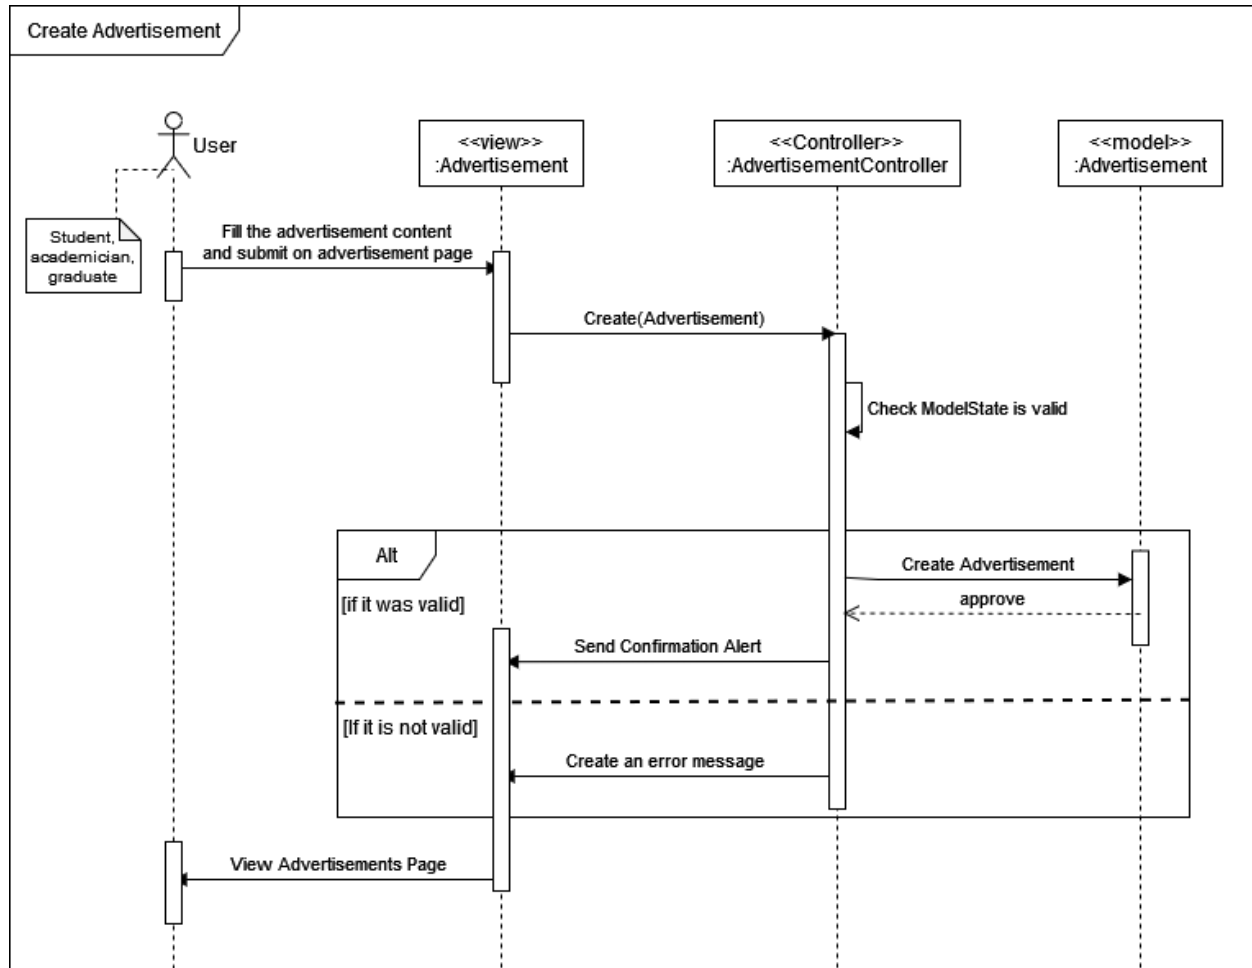 Create Advertisement
User
<<view>>
:Advertisement
<<Controller>>
:AdvertisementController
<<model>>
:Advertisement
Student,
academician,
graduate
Fill the advertisement content
and submit on advertisement page
Create(Advertisement)
Check ModelState is valid
Alt
Create Advertisement
approve
[if it was valid]
Send Confirmation Alert
[If it is not valid]
Create an error message
View Advertisements Page